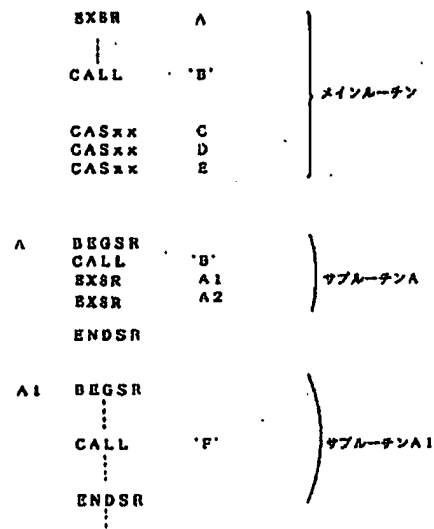 EXSR A
CALL 'B'
メインルーチン
CASxx C
CASxx D
CASxx E
A BEGSR
CALL 'B'
EXSR A1
サブルーチンA
EXSR A2
ENDSR
A1 BEGSR
CALL 'F'
サブルーチンA1
ENDSR